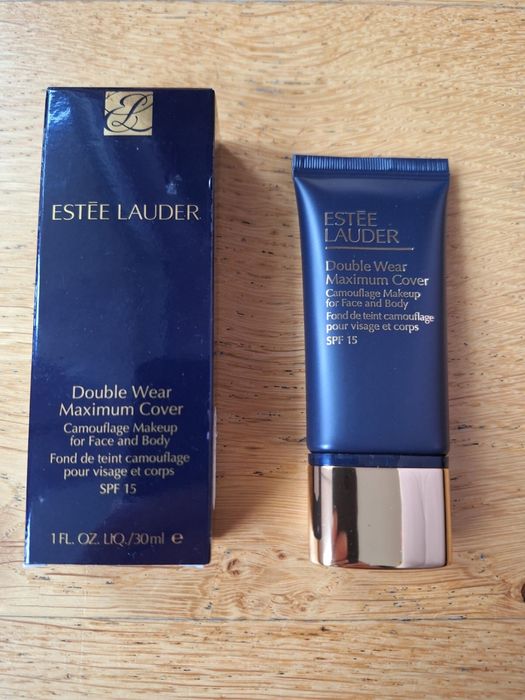 ESTĒE LAUDER
Double Wear
Maximum Cover
Camouflage Makeup
for Face and Body
Fond de teint camouflage
pour visage et corps
SPF 15
1 FL. OZ. LIQ./30ml ℮
ESTĒE
LAUDER
Double Wear
Maximum Cover
Camouflage Makeup
for Face and Body
Fond de teint camouflage
pour visage et corps
SPF 15